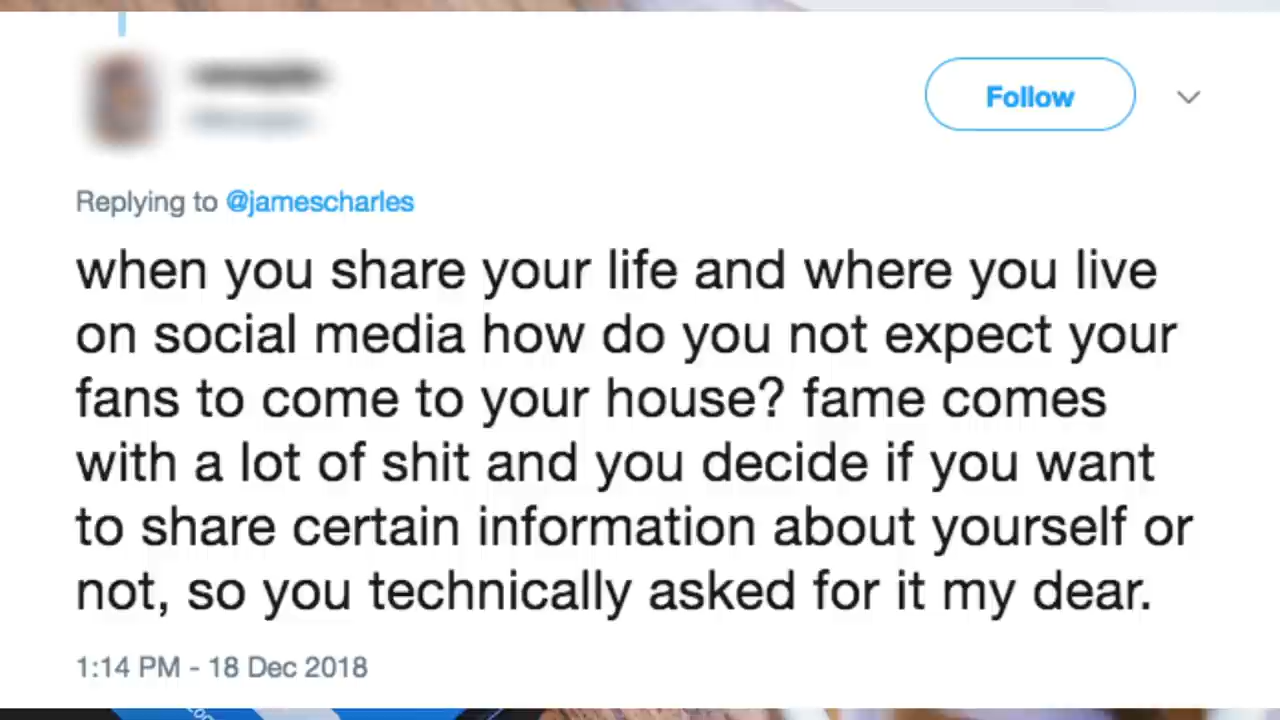 Follow
Replying to @jamescharles
when you share your life and where you live
on social media how do you not expect your
fans to come to your house? fame comes
with a lot of shit and you decide if you want
to share certain information about yourself or
not, so you technically asked for it my dear.
1:14 PM - 18 Dec 2018